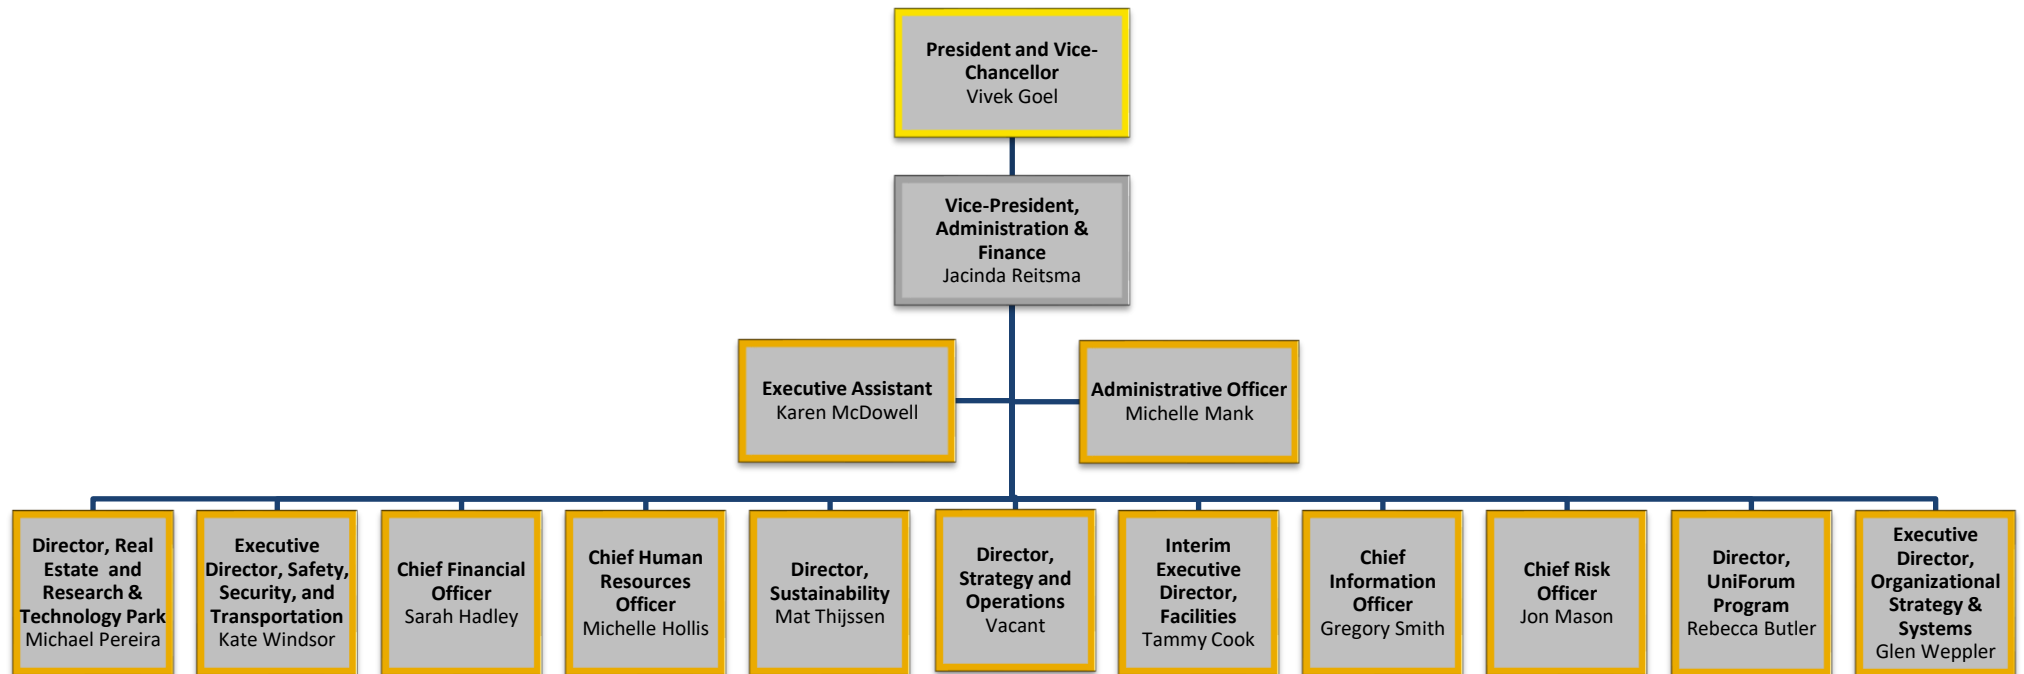 President and Vice-
Chancellor
Vivek Goel
Vice-President,
Administration &
Finance
Jacinda Reitsma
Executive Assistant
Karen McDowell
Administrative Officer
Michelle Mank
Director, Real
Estate and
Research &
Technology Park
Michael Pereira
Executive
Director, Safety,
Security, and
Transportation
Kate Windsor
Chief Financial
Officer
Sarah Hadley
Chief Human
Resources
Officer
Michelle Hollis
Director,
Sustainability
Mat Thijssen
Director,
Strategy and
Operations
Vacant
Interim
Executive
Director,
Facilities
Tammy Cook
Chief
Information
Officer
Gregory Smith
Chief Risk
Officer
Jon Mason
Director,
UniForum
Program
Rebecca Butler
Executive
Director,
Organizational
Strategy &
Systems
Glen Weppler